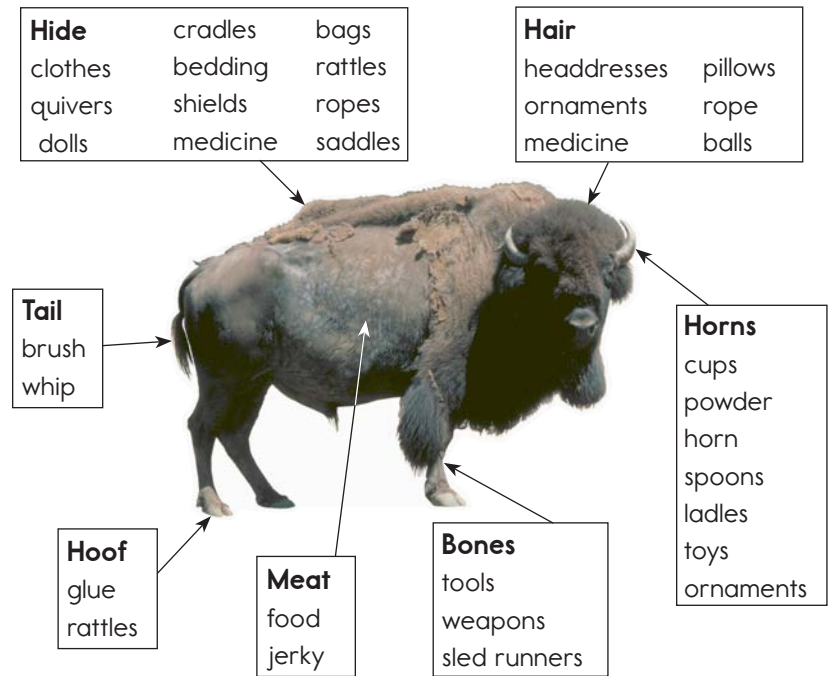 Hide cradles bags
clothes bedding rattles
quivers shields ropes
dolls medicine saddles
Hair
headdresses pillows
ornaments rope
medicine balls
Tail
brush
whip
Horns
cups
powder
horn
spoons
ladles
toys
ornaments
Hoof
glue
rattles
Meat
food
jerky
Bones
tools
weapons
sled runners